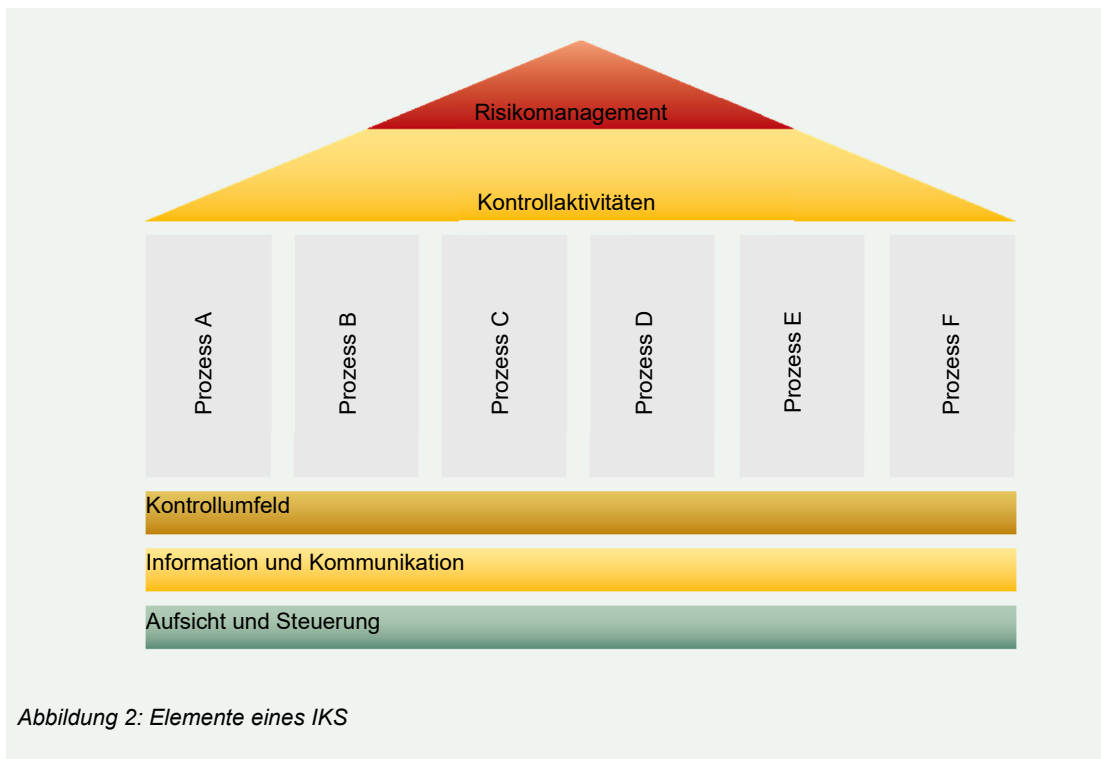 Risikomanagement
Kontrollaktivitäten
Prozess A
Prozess B
Prozess C
Prozess D
Prozess E
Prozess F
Kontrollumfeld
Information und Kommunikation
Aufsicht und Steuerung
Abbildung 2: Elemente eines IKS